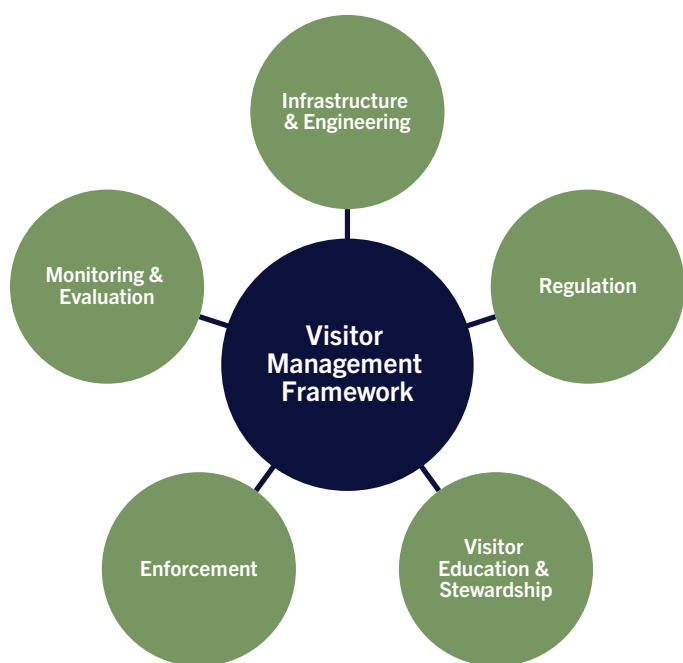 Infrastructure
& Engineering
Monitoring &
Evaluation
Regulation
Visitor
Management
Framework
Enforcement
Visitor
Education &
Stewardship